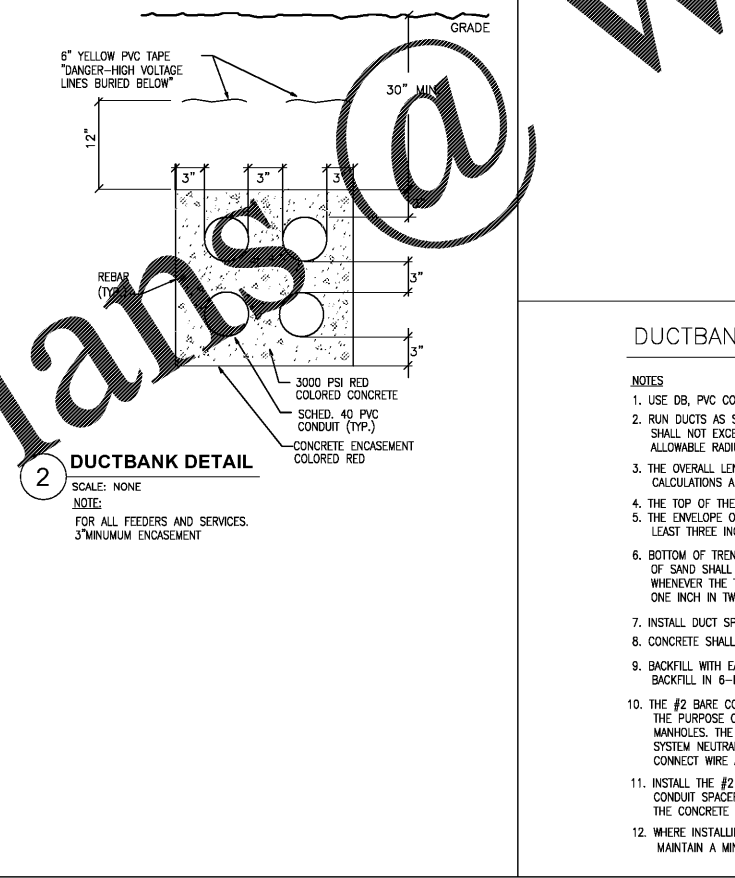 GRADE
6" YELLOW PVC TAPE
"DANGER-HIGH VOLTAGE
LINES BURIED BELOW"
30" MIN.
12"
3" 3" 3"
3"
REBAR
(TYP.)
3"
3"
3000 PSI RED
COLORED CONCRETE
SCHED. 40 PVC
CONDUIT (TYP.)
CONCRETE ENCASEMENT
COLORED RED
2 DUCTBANK DETAIL
SCALE: NONE
NOTE:
FOR ALL FEEDERS AND SERVICES.
3"MINUMUM ENCASEMENT
lans @ w
DUCTBAN
NOTES
1. USE DB, PVC CO
2. RUN DUCTS AS S
SHALL NOT EXCE
ALLOWABLE RADI
3. THE OVERALL LEN
CALCULATIONS A
4. THE TOP OF THE
5. THE ENVELOPE O
LEAST THREE INC
6. BOTTOM OF TREN
OF SAND SHALL
WHENEVER THE T
ONE INCH IN TW
7. INSTALL DUCT SP
8. CONCRETE SHALL
9. BACKFILL WITH EA
BACKFILL IN 6-I
10. THE #2 BARE CO
THE PURPOSE O
MANHOLES. THE
SYSTEM NEUTRA
CONNECT WIRE A
11. INSTALL THE #2
CONDUIT SPACE
THE CONCRETE
12. WHERE INSTALLI
MAINTAIN A MIN